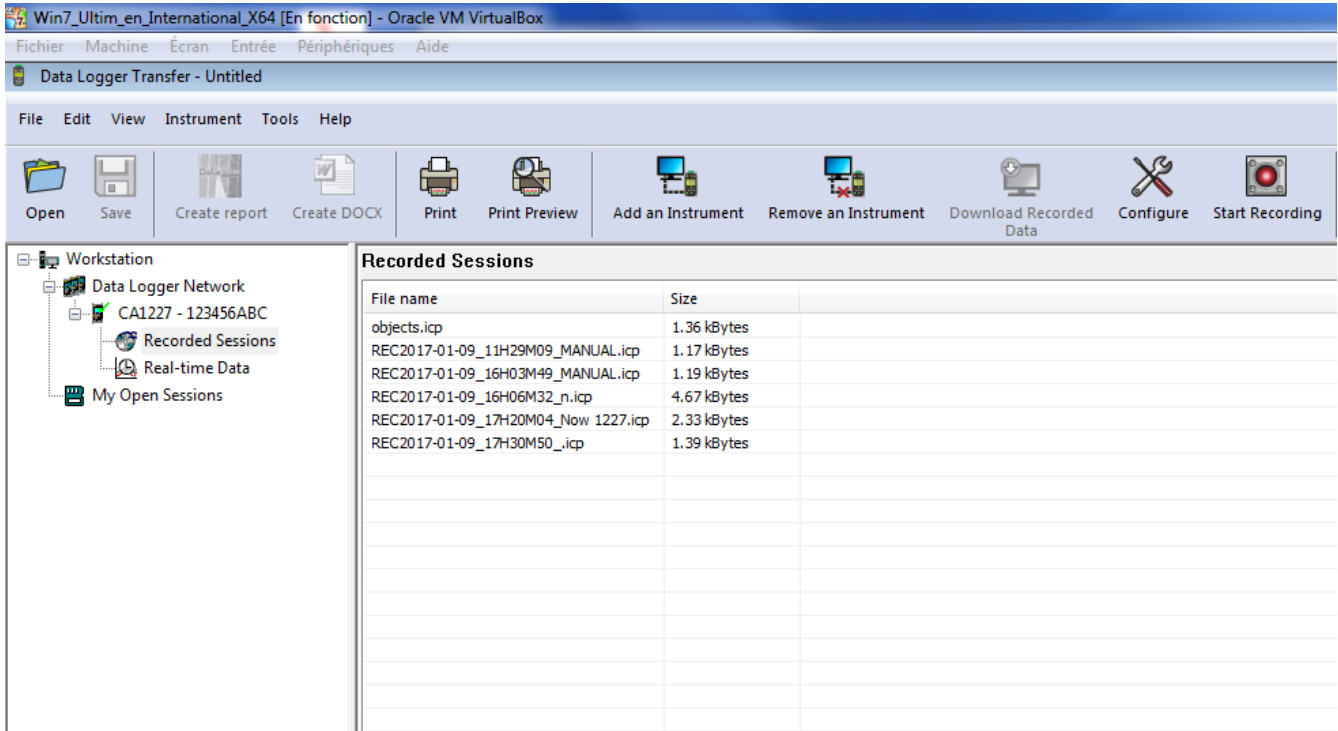 Win7_Ultim_en_International_X64 [En fonction] - Oracle VM VirtualBox
Fichier Machine Écran Entrée Périphériques Aide
Data Logger Transfer - Untitled
File Edit View Instrument Tools Help
Open Save Create report Create DOCX Print Print Preview Add an Instrument Remove an Instrument Download Recorded Data Configure Start Recording
Workstation
Data Logger Network
CA1227 - 123456ABC
Recorded Sessions
Real-time Data
My Open Sessions
Recorded Sessions
File name Size
objects.icp 1.36 kBytes
REC2017-01-09_11H29M09_MANUAL.icp 1.17 kBytes
REC2017-01-09_16H03M49_MANUAL.icp 1.19 kBytes
REC2017-01-09_16H06M32_n.icp 4.67 kBytes
REC2017-01-09_17H20M04_Now 1227.icp 2.33 kBytes
REC2017-01-09_17H30M50_.icp 1.39 kBytes